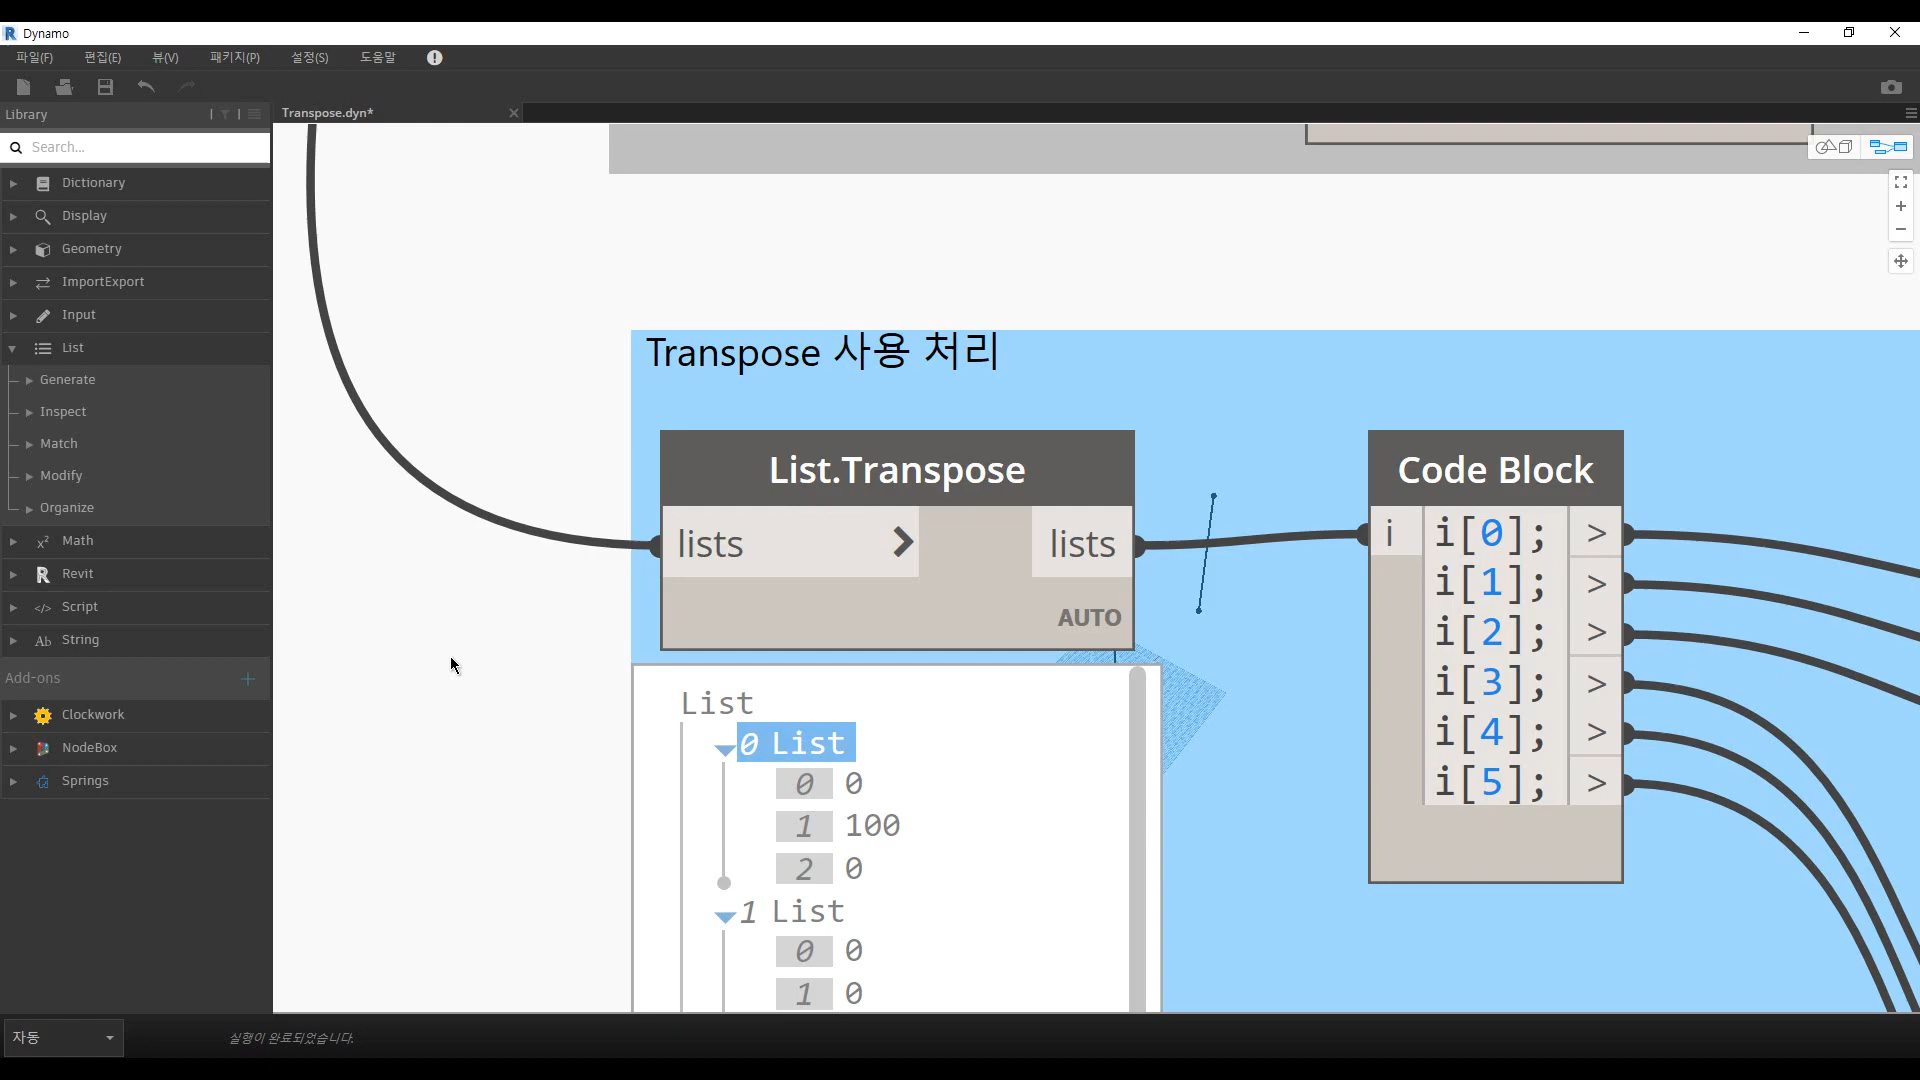 Dynamo
파일(F) 편집(E) 뷰(V) 패키지(P) 설정(S) 도움말
Library
Transpose.dyn*
Search...
Dictionary
Display
Geometry
ImportExport
Input
List
Generate
Inspect
Match
Modify
Organize
Math
Revit
Script
String
Add-ons
Clockwork
NodeBox
Springs
Transpose 사용 처리
List.Transpose
lists > lists
AUTO
List
0 List
0 0
1 100
2 0
1 List
0 0
1 0
Code Block
i i[0]; >
i[1]; >
i[2]; >
i[3]; >
i[4]; >
i[5]; >
자동
실행이 완료되었습니다.